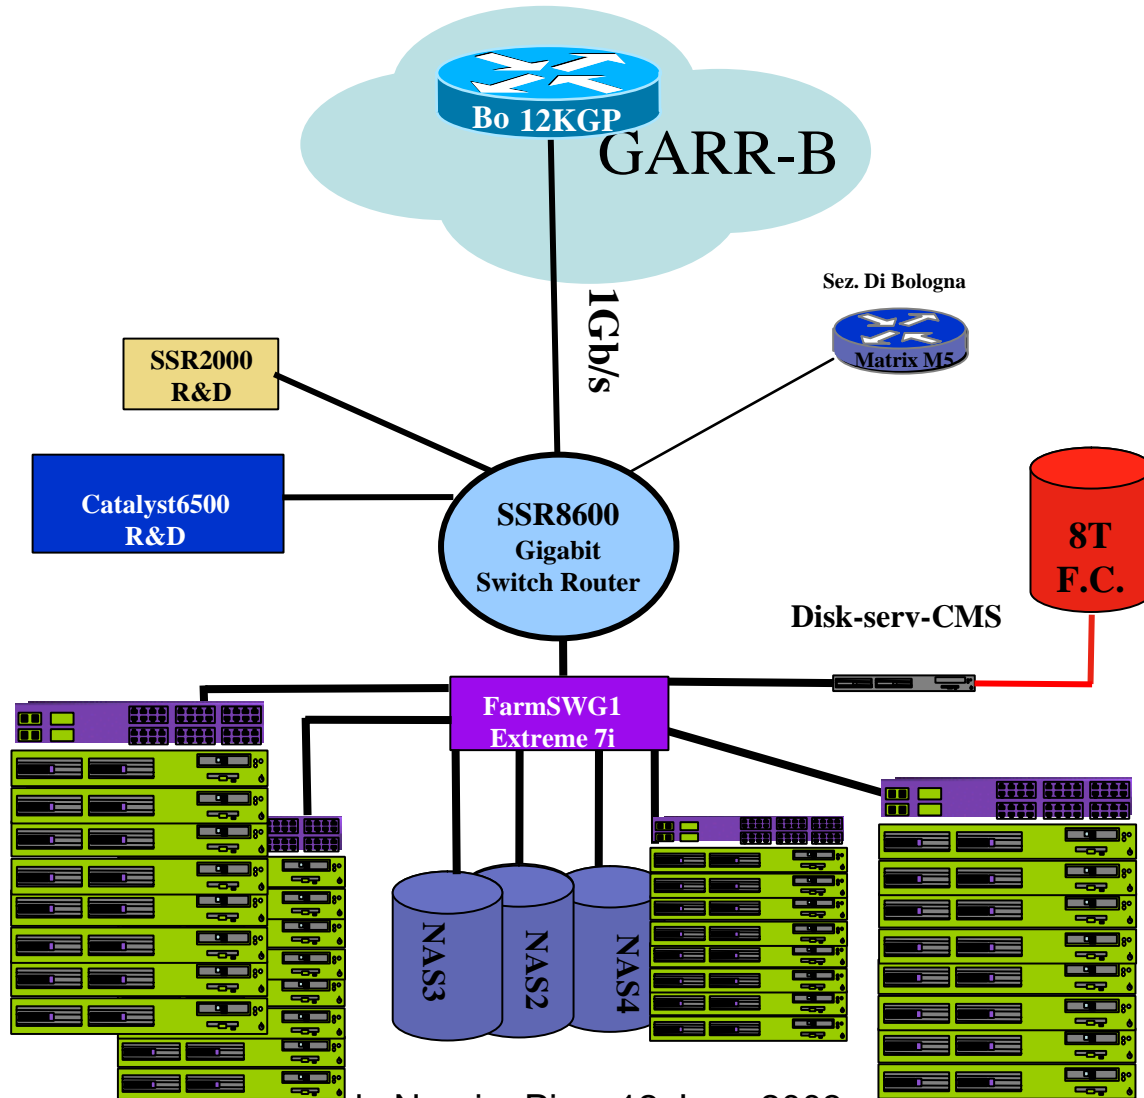 Bo 12KGP
GARR-B
1Gb/s
Sez. Di Bologna
Matrix M5
SSR2000
R&D
Catalyst6500
R&D
SSR8600
Gigabit
Switch Router
8T
F.C.
Disk-serv-CMS
FarmSWG1
Extreme 7i
NAS3
NAS2
NAS4